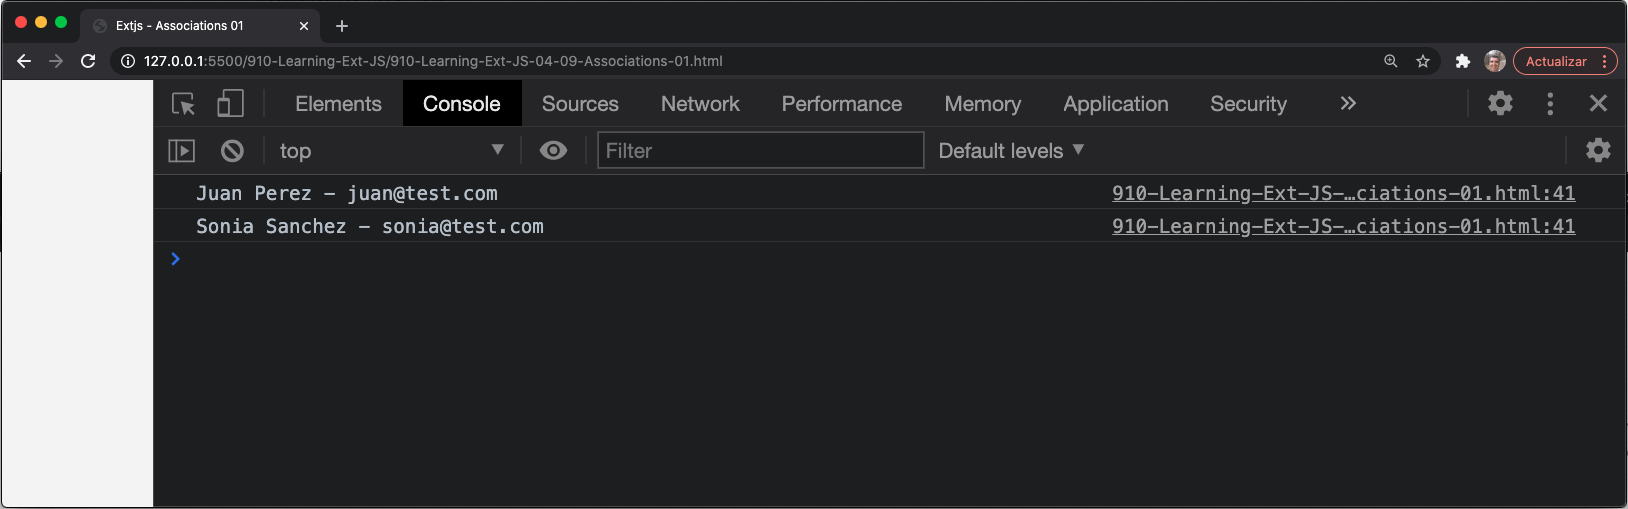 Extjs - Associations 01
127.0.0.1:5500/910-Learning-Ext-JS/910-Learning-Ext-JS-04-09-Associations-01.html
Actualizar
Elements Console Sources Network Performance Memory Application Security
top Filter Default levels
Juan Perez - juan@test.com 910-Learning-Ext-JS-…ciations-01.html:41
Sonia Sanchez - sonia@test.com 910-Learning-Ext-JS-…ciations-01.html:41